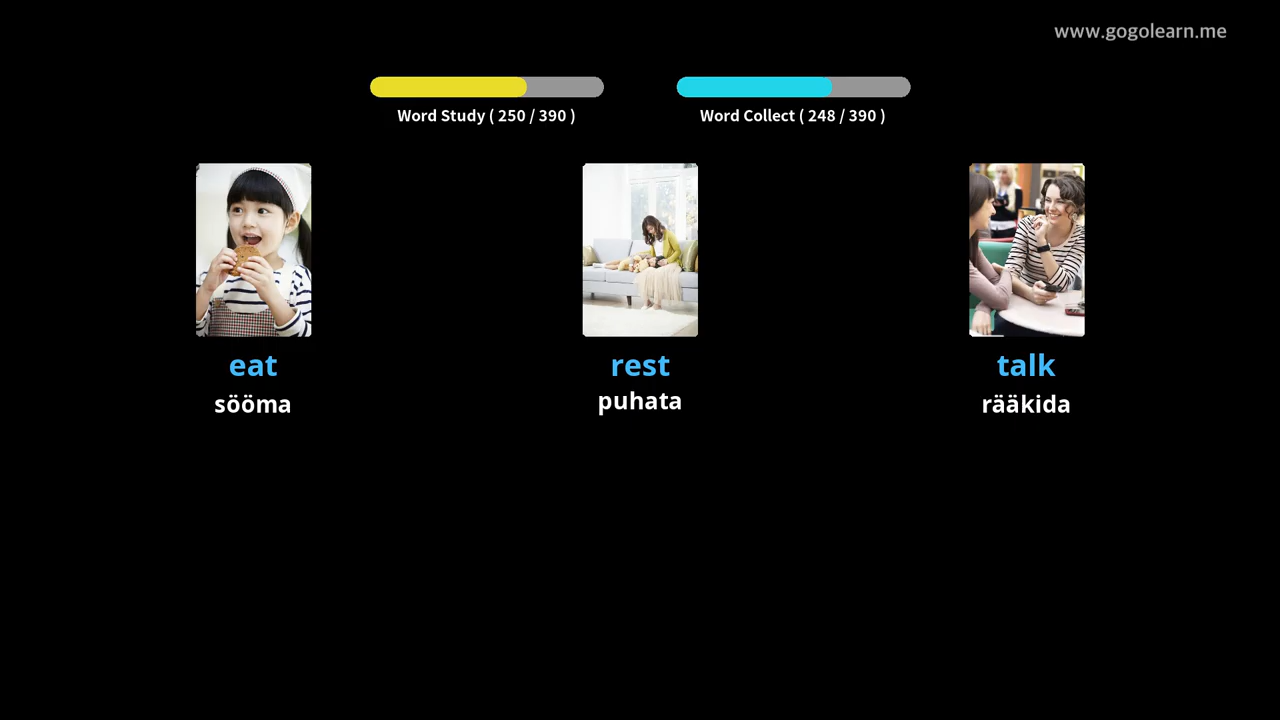 www.gogolearn.me
Word Study ( 250 / 390 )
Word Collect ( 248 / 390 )
eat
rest
talk
sööma
puhata
rääkida